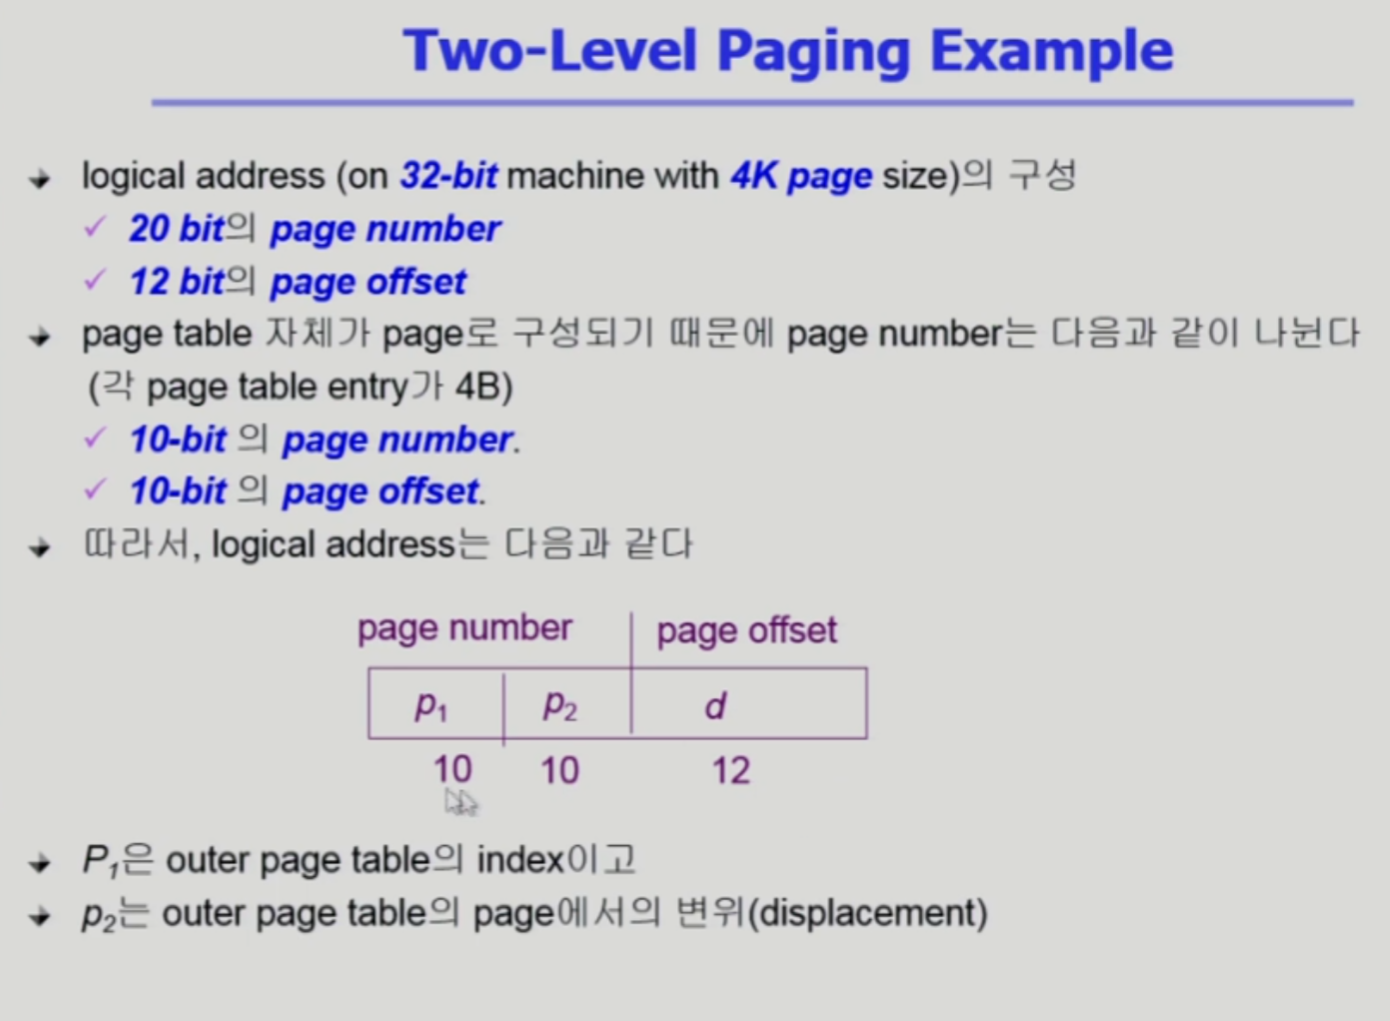 Two-Level Paging Example
logical address (on 32-bit machine with 4K page size)의 구성
20 bit의 page number
12 bit의 page offset
page table 자체가 page로 구성되기 때문에 page number는 다음과 같이 나뉜다
(각 page table entry가 4B)
10-bit 의 page number.
10-bit 의 page offset.
따라서, logical address는 다음과 같다
page number page offset
p1 p2 d
10 10 12
P1은 outer page table의 index이고
p2는 outer page table의 page에서의 변위(displacement)